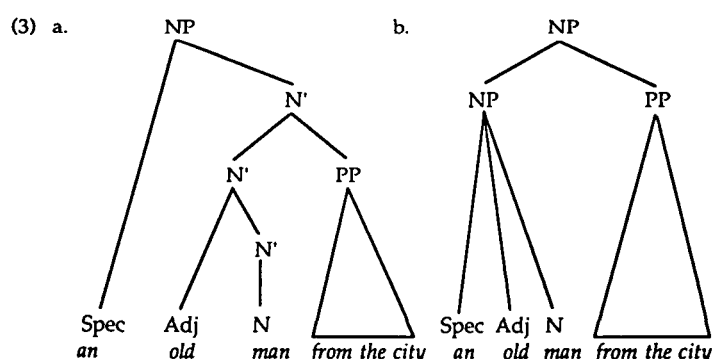 (3) a. NP b. NP
N' NP PP
N' PP
N'
Spec Adj N Spec Adj N
an old man from the city an old man from the city